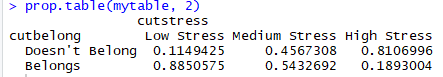 > prop.table(mytable, 2)
cutstress
cutbelong Low Stress Medium Stress High Stress
Doesn't Belong 0.1149425 0.4567308 0.8106996
Belongs 0.8850575 0.5432692 0.1893004